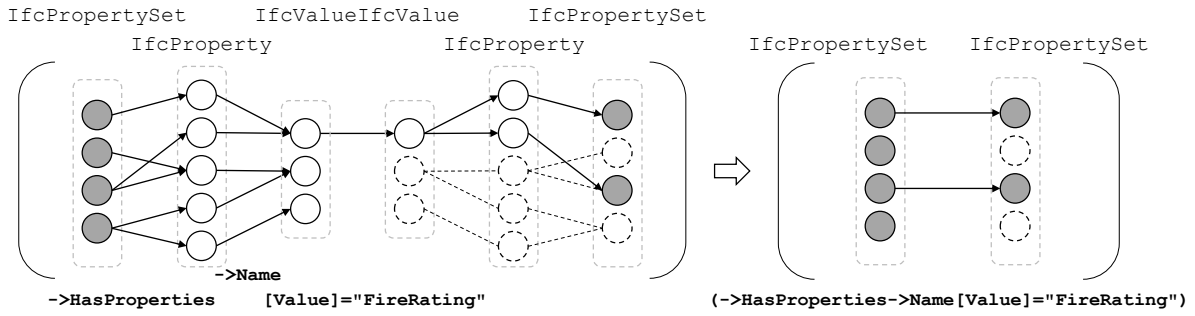 IfcPropertySet IfcValueIfcValue IfcPropertySet
IfcProperty IfcProperty IfcPropertySet IfcPropertySet
->Name
->HasProperties [Value]="FireRating" (->HasProperties->Name[Value]="FireRating")